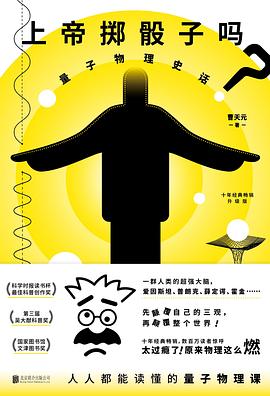 上帝掷骰子吗?
量子物理史话
曹天元
—著—
十年经典畅销
升级版
科学时报读书杯
最佳科普创作奖
第三届
吴大猷科普奖
国家图书馆
文津图书奖
一群人类的超强大脑，
爱因斯坦、普朗克、薛定谔、霍金……
先颠覆自己的三观，
再颠覆整个世界！
十年经典畅销，数百万读者惊呼
太过瘾了！原来物理这么燃
人人都能读懂的量子物理课